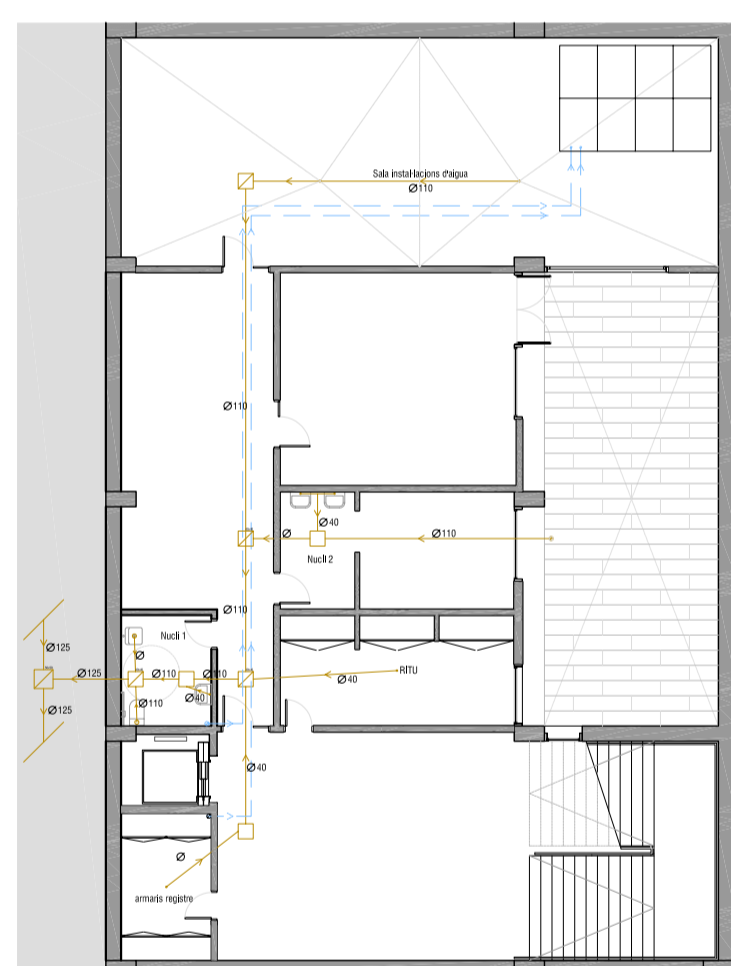 Sala instal·lacions d'aigua
Ø110
Ø110
Ø40
Ø
Ø110
Nucli 2
Ø110
Nucli 1
Ø125
Ø
Ø125
Ø110
Ø110
RITU
Ø40
Ø40
Ø110
Ø125
Ø40
Ø
armaris registre